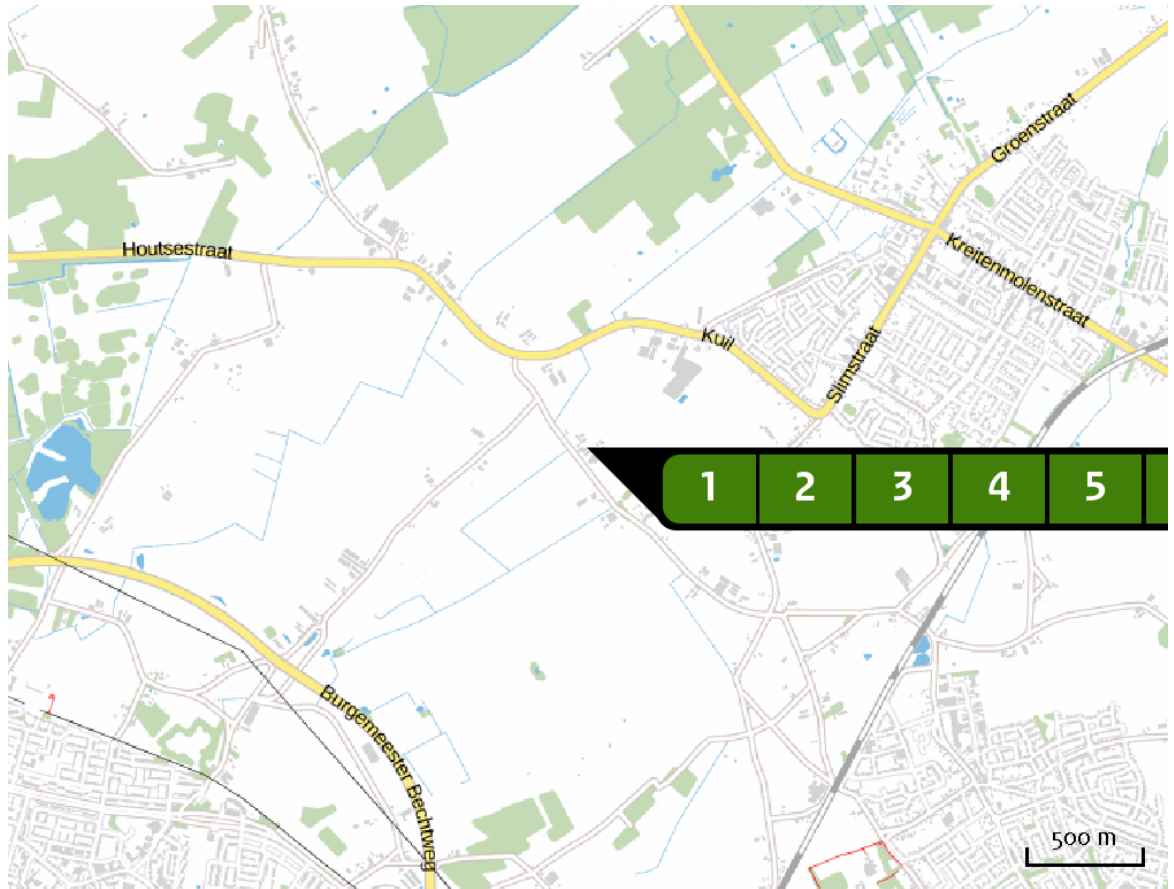 Groenstraat
Houtsestraat
Kreitenmolenstraat
Kuil
Slimstraat
1 2 3 4 5
Burgemeester Bechtweg
500 m